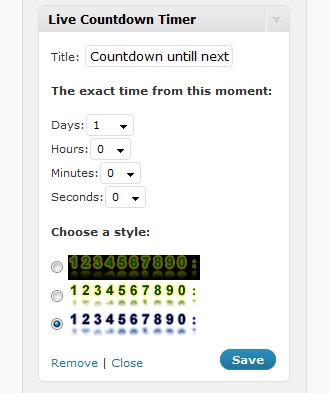 Live Countdown Timer
Title: Countdown untill next
The exact time from this moment:
Days: 1
Hours: 0
Minutes: 0
Seconds: 0
Choose a style:
1234567890:
1234567890:
1234567890:
Remove | Close Save